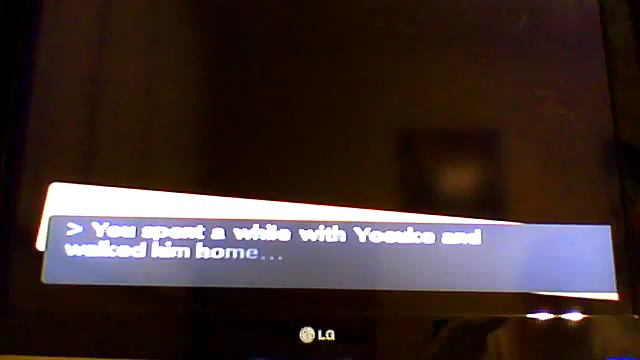 > You spent a while with Yosuke and
walked him home...
LG